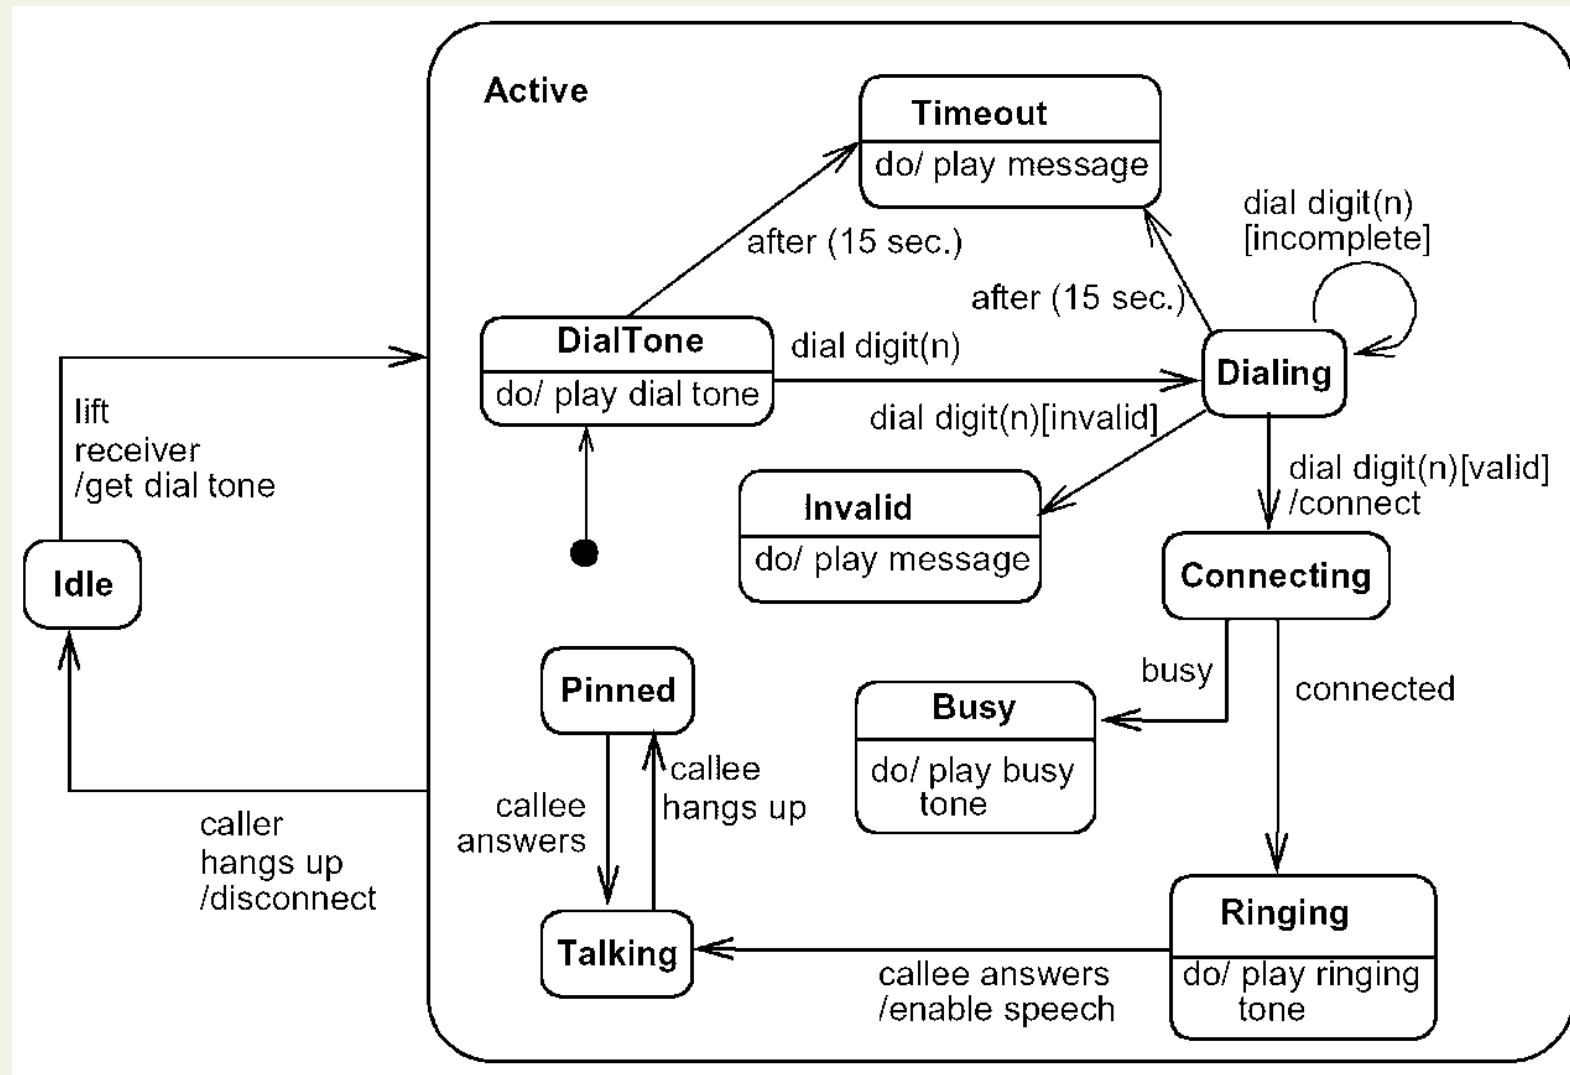 Active
Timeout
do/ play message
dial digit(n)
[incomplete]
after (15 sec.)
after (15 sec.)
DialTone
do/ play dial tone
dial digit(n)
Dialing
lift
receiver
/get dial tone
dial digit(n)[invalid]
dial digit(n)[valid]
/connect
Invalid
do/ play message
Idle
Connecting
Pinned
busy
connected
Busy
do/ play busy
tone
callee
hangs up
callee
answers
caller
hangs up
/disconnect
Ringing
do/ play ringing
tone
Talking
callee answers
/enable speech